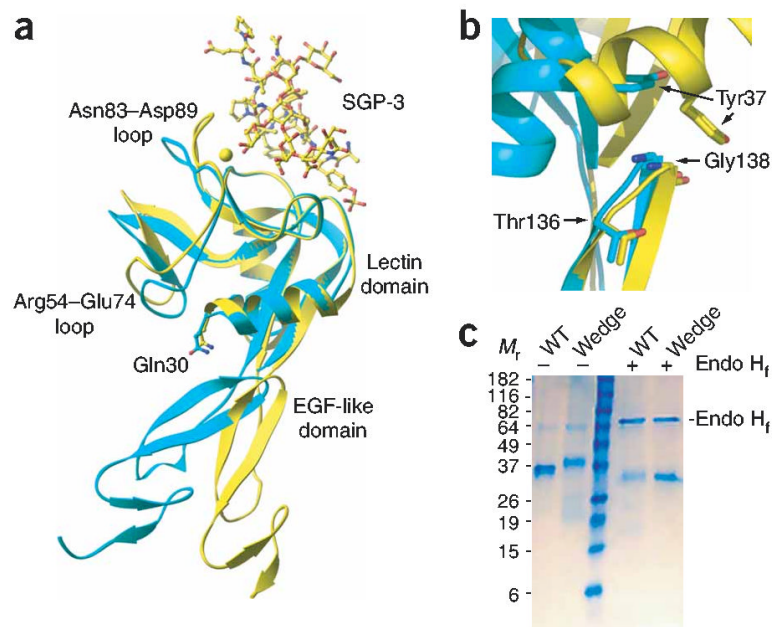 a
SGP-3
Asn83–Asp89
loop
Lectin
domain
Arg54–Glu74
loop
Gln30
EGF-like
domain
b
Tyr37
Gly138
Thr136
c
Mr WT Wedge WT Wedge
– – + + Endo Hf
182
116
82
64
49
37
26
19
15
6
Endo Hf